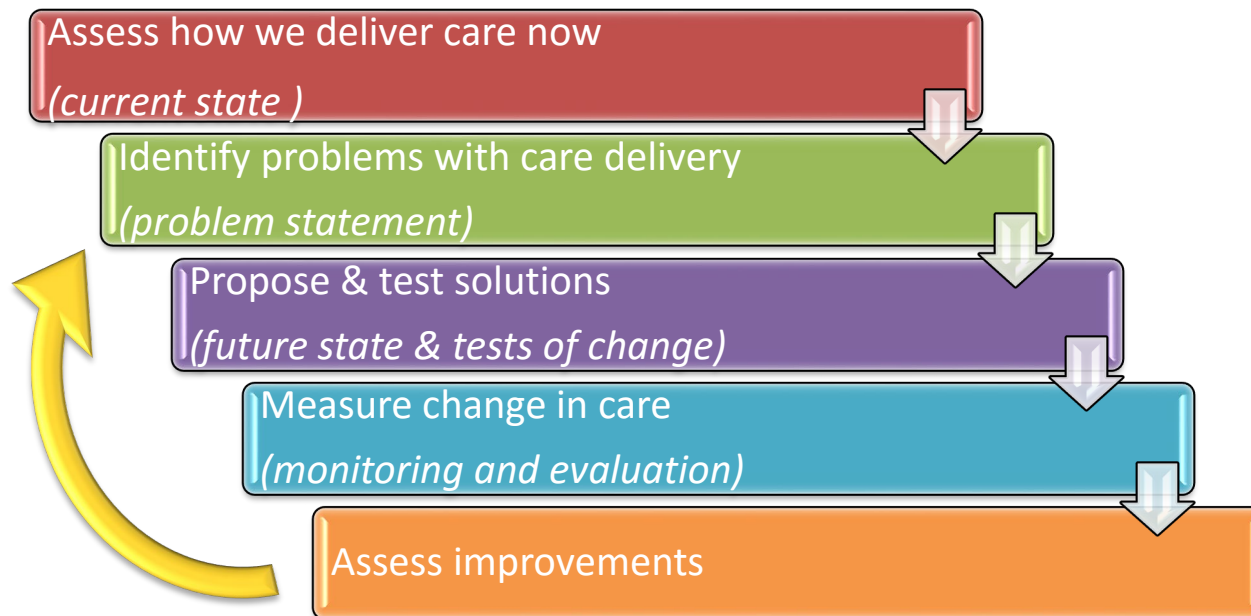 Assess how we deliver care now
(current state )
Identify problems with care delivery
(problem statement)
Propose & test solutions
(future state & tests of change)
Measure change in care
(monitoring and evaluation)
Assess improvements